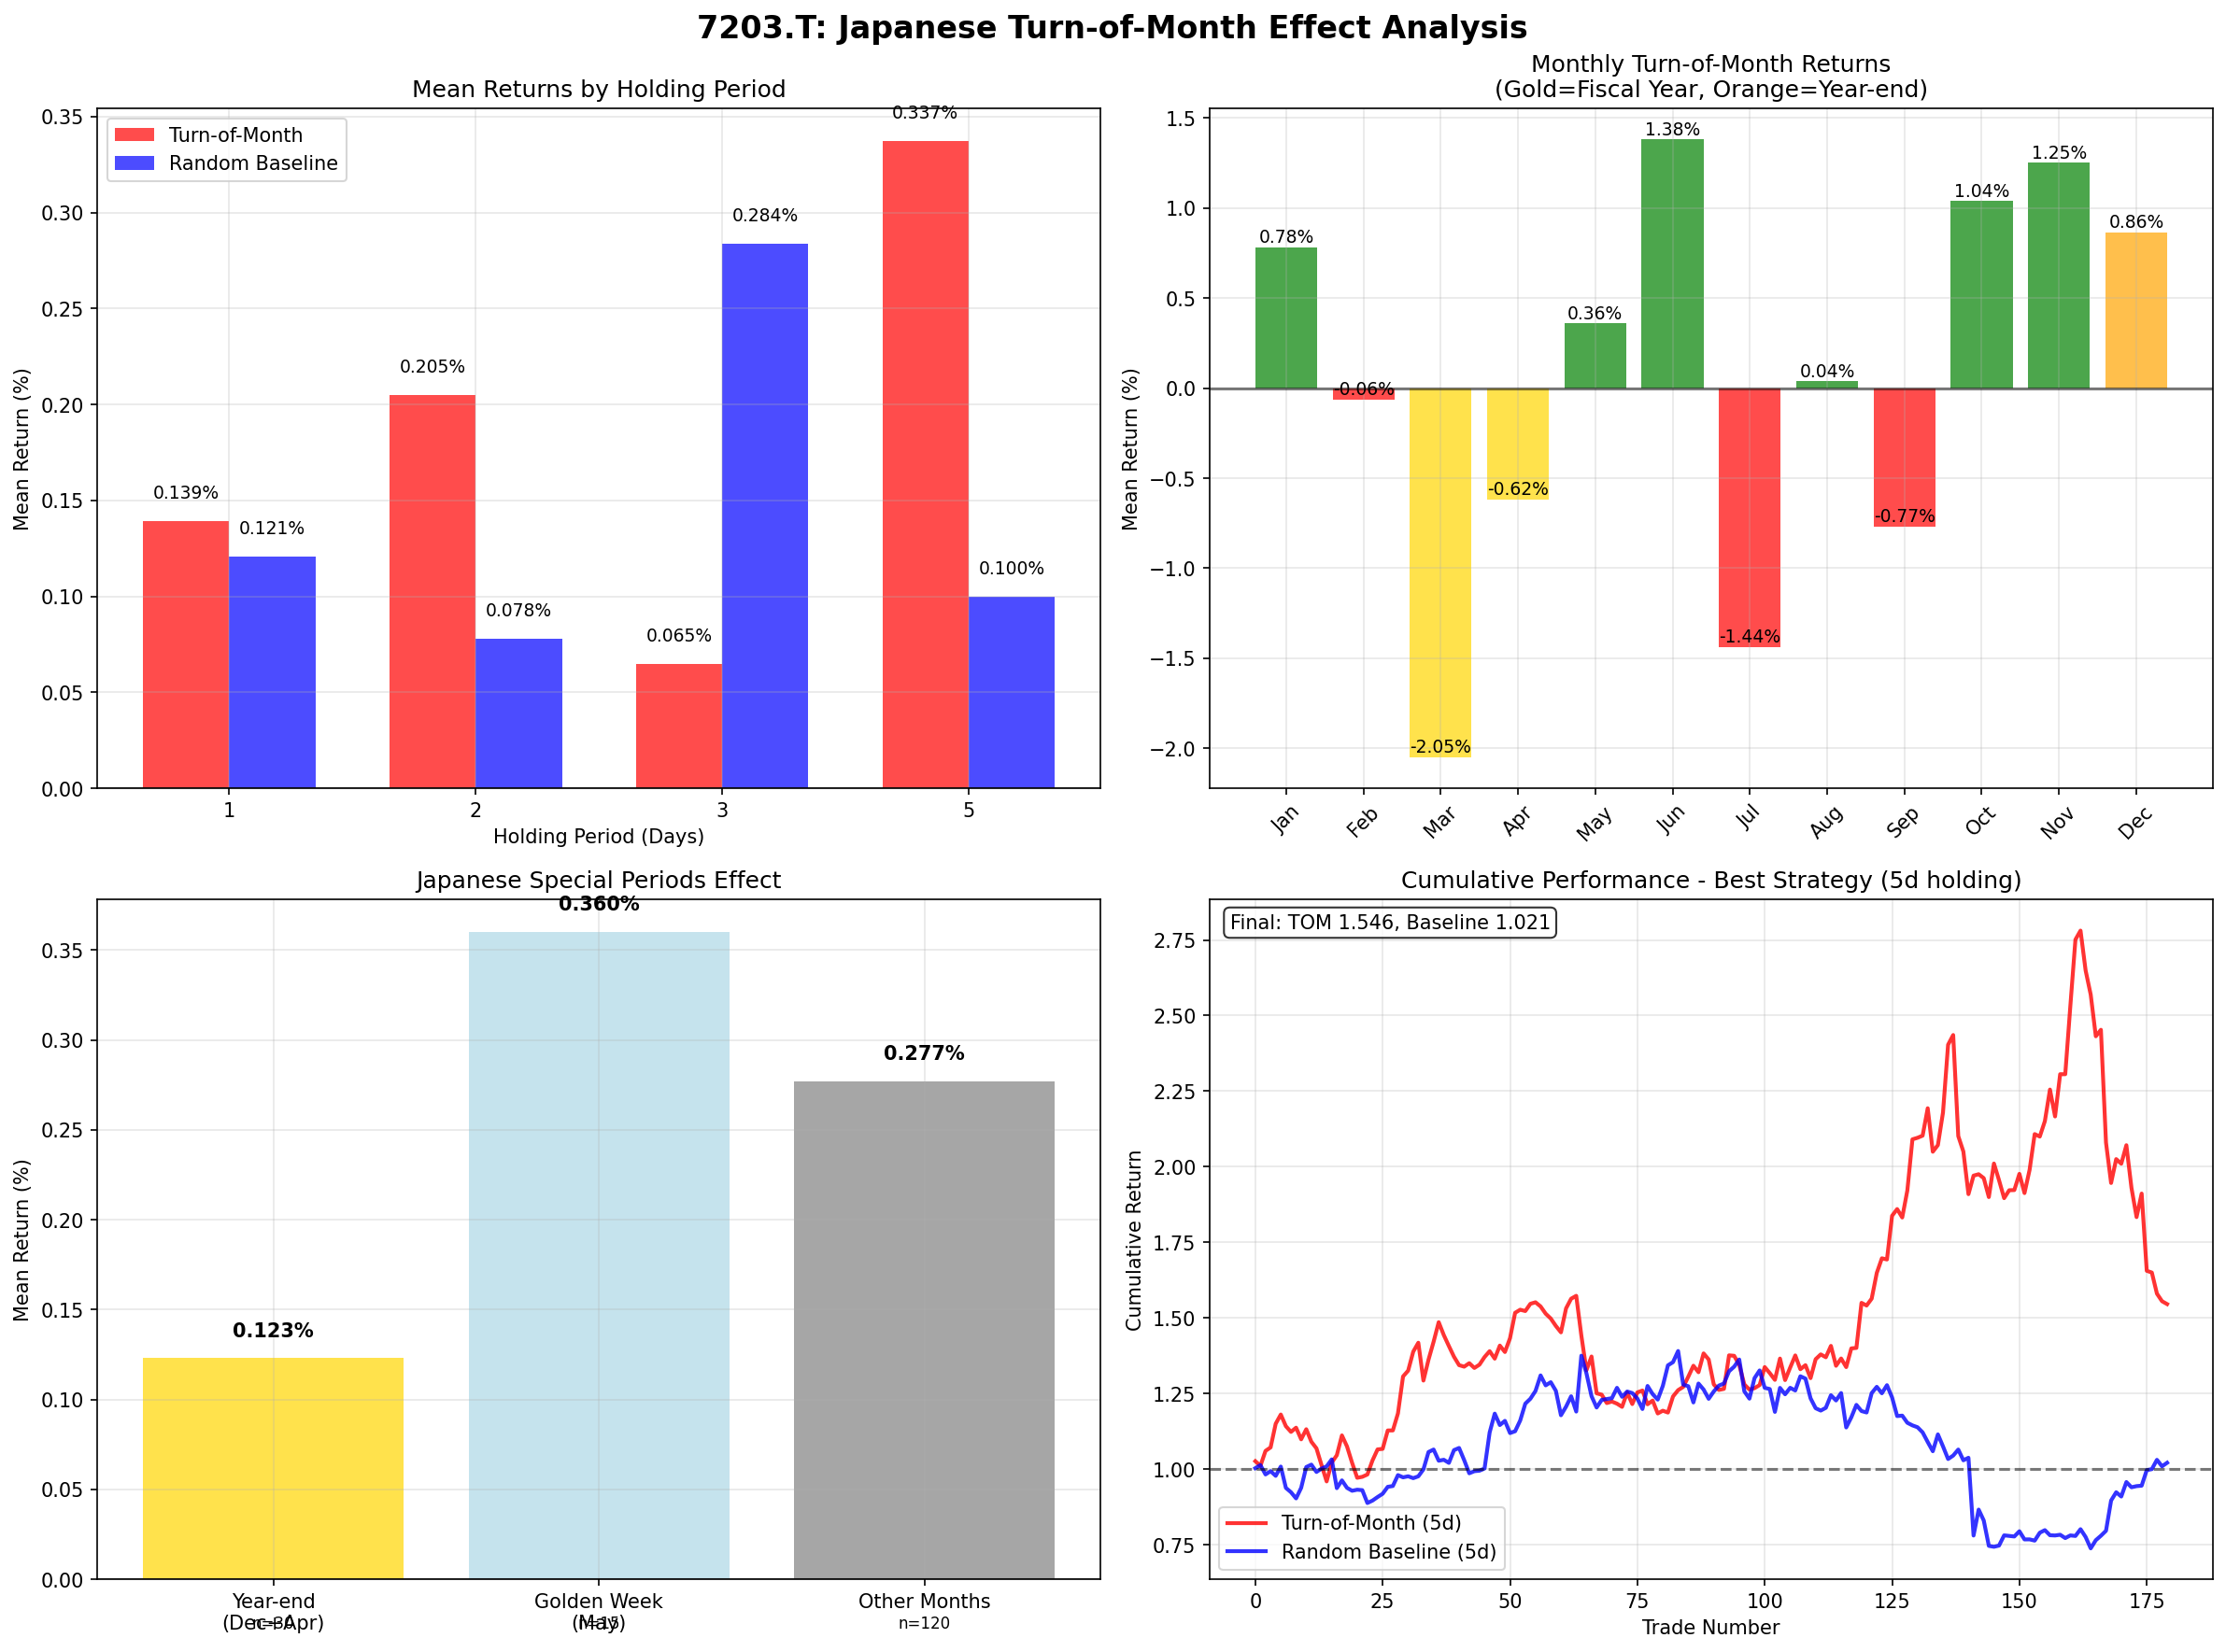 7203.T: Japanese Turn-of-Month Effect Analysis
Mean Returns by Holding Period
Mean Return (%)
0.35
0.30
0.25
0.20
0.15
0.10
0.05
0.00
Turn-of-Month
Random Baseline
0.139%
0.121%
0.205%
0.078%
0.065%
0.284%
0.337%
0.100%
1 2 3 5
Holding Period (Days)
Monthly Turn-of-Month Returns
(Gold=Fiscal Year, Orange=Year-end)
Mean Return (%)
1.5
1.0
0.5
0.0
−0.5
−1.0
−1.5
−2.0
0.78%
-0.06%
-2.05%
-0.62%
0.36%
1.38%
-1.44%
0.04%
-0.77%
1.04%
1.25%
0.86%
Jan Feb Mar Apr May Jun Jul Aug Sep Oct Nov Dec
Japanese Special Periods Effect
Mean Return (%)
0.35
0.30
0.25
0.20
0.15
0.10
0.05
0.00
0.123%
0.360%
0.277%
Year-end
(Dec+Apr)
n=30
Golden Week
(May)
n=15
Other Months
n=120
Cumulative Performance - Best Strategy (5d holding)
Final: TOM 1.546, Baseline 1.021
Cumulative Return
2.75
2.50
2.25
2.00
1.75
1.50
1.25
1.00
0.75
Turn-of-Month (5d)
Random Baseline (5d)
0 25 50 75 100 125 150 175
Trade Number